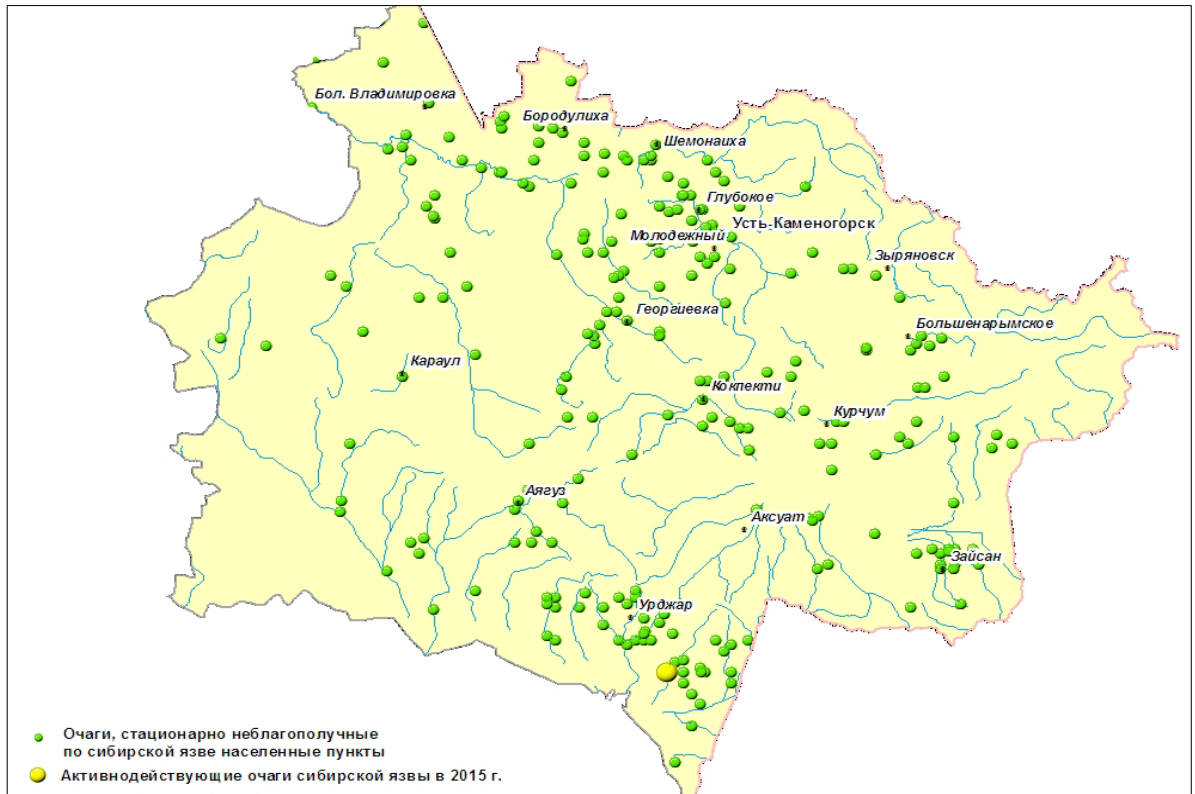 Бол. Владимировка
Бородулиха
Шемонаиха
Глубокое
Усть-Каменогорск
Молодежный
Зыряновск
Георгиевка
Большенарымское
Караул
Кокпекти
Курчум
Аягуз
Аксуат
Зайсан
Урджар
Очаги, стационарно неблагополучные
по сибирской язве населенные пункты
Активнодействующие очаги сибирской язвы в 2015 г.